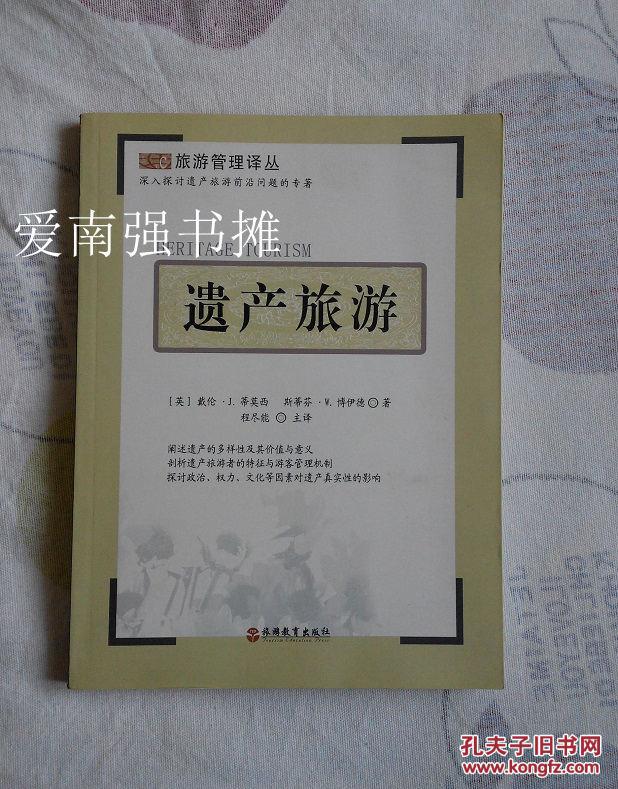 C 旅游管理译丛
深入探讨遗产旅游前沿问题的专著
爱南强书摊
HERITAGE TOURISM
遗产旅游
［英］戴伦·J.蒂莫西 斯蒂芬·W.博伊德 ◎ 著
程尽能 ◎ 主译
阐述遗产的多样性及其价值与意义
剖析遗产旅游者的特征与游客管理机制
探讨政治、权力、文化等因素对遗产真实性的影响
旅游教育出版社
Tourism Education Press
孔夫子旧书网
www.kongfz.com